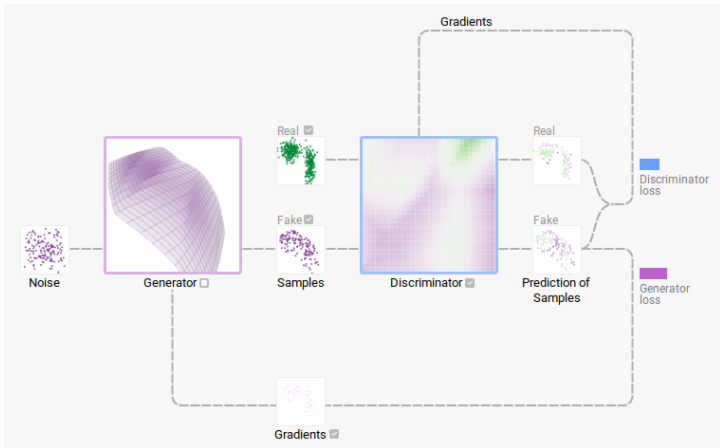 Gradients
Real
Real
Discriminator
loss
Fake
Fake
Noise
Generator
Samples
Discriminator
Prediction of
Samples
Generator
loss
Gradients